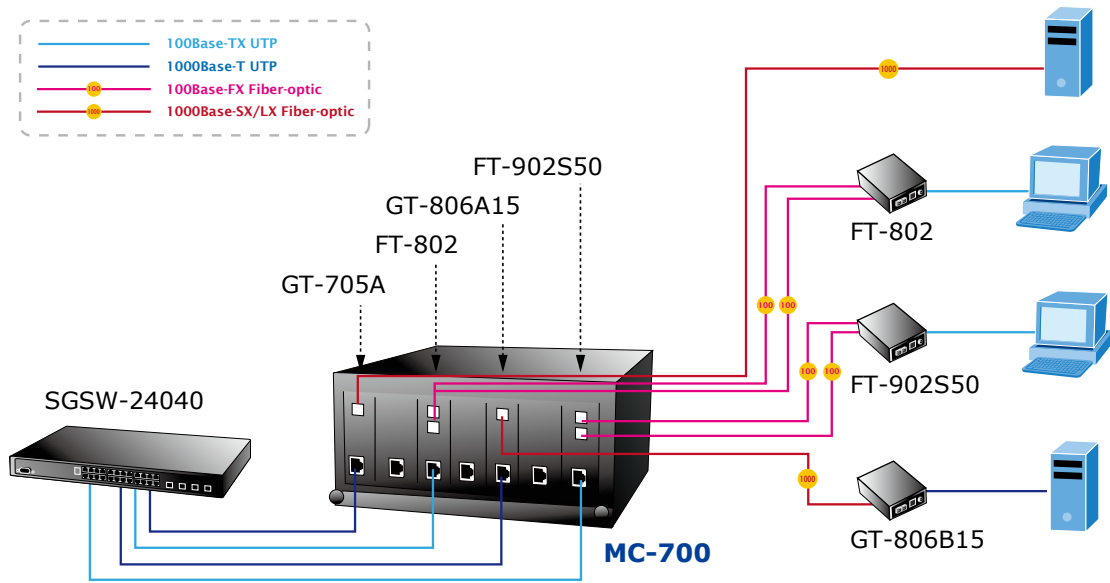 100Base-TX UTP
1000Base-T UTP
100 100Base-FX Fiber-optic
1000 1000Base-SX/LX Fiber-optic
1000
FT-902S50
GT-806A15
FT-802
GT-705A
FT-802
100 100
FT-902S50
100 100
SGSW-24040
1000
GT-806B15
MC-700